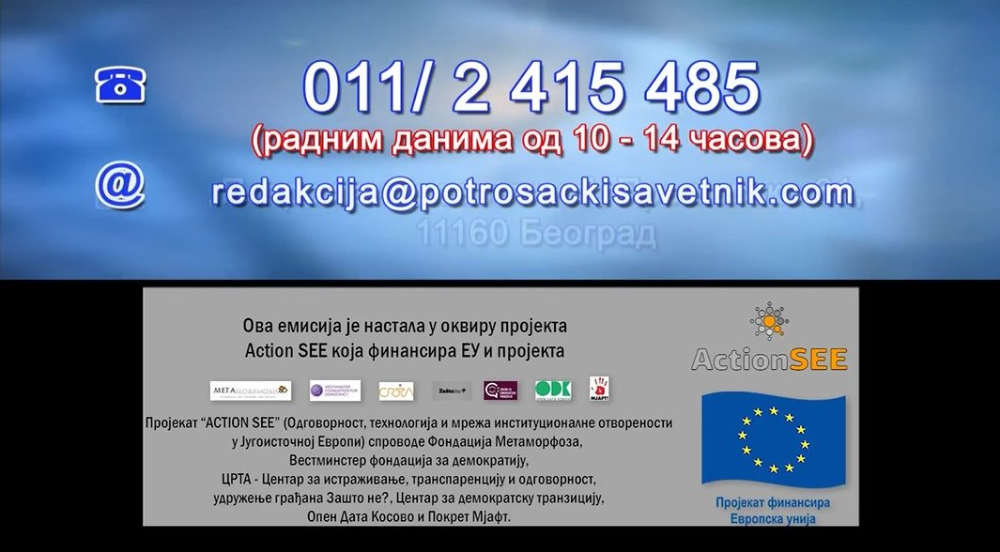 011/ 2 415 485
(радним данима од 10 - 14 часова)
@
redakcija@potrosackisavetnik.com
11160 Београд
Ова емисија је настала у оквиру пројекта
Action SEE која финансира ЕУ и пројекта
METAMORPHOSIS
WESTMINSTER FOUNDATION FOR DEMOCRACY
CRTA
Zašto ne?
ODK
MJAFT!
Пројекат “ACTION SEE” (Одговорност, технологија и мрежа институционалне отворености
у Југоисточној Европи) спроводе Фондација Метаморфоза,
Вестминстер фондација за демократију,
ЦРТА - Центар за истраживање, транспаренцију и одговорност,
удружење грађана Зашто не?, Центар за демократску транзицију,
Опен Дата Косово и Покрет Мјафт.
ActionSEE
Пројекат финансира
Европска унија